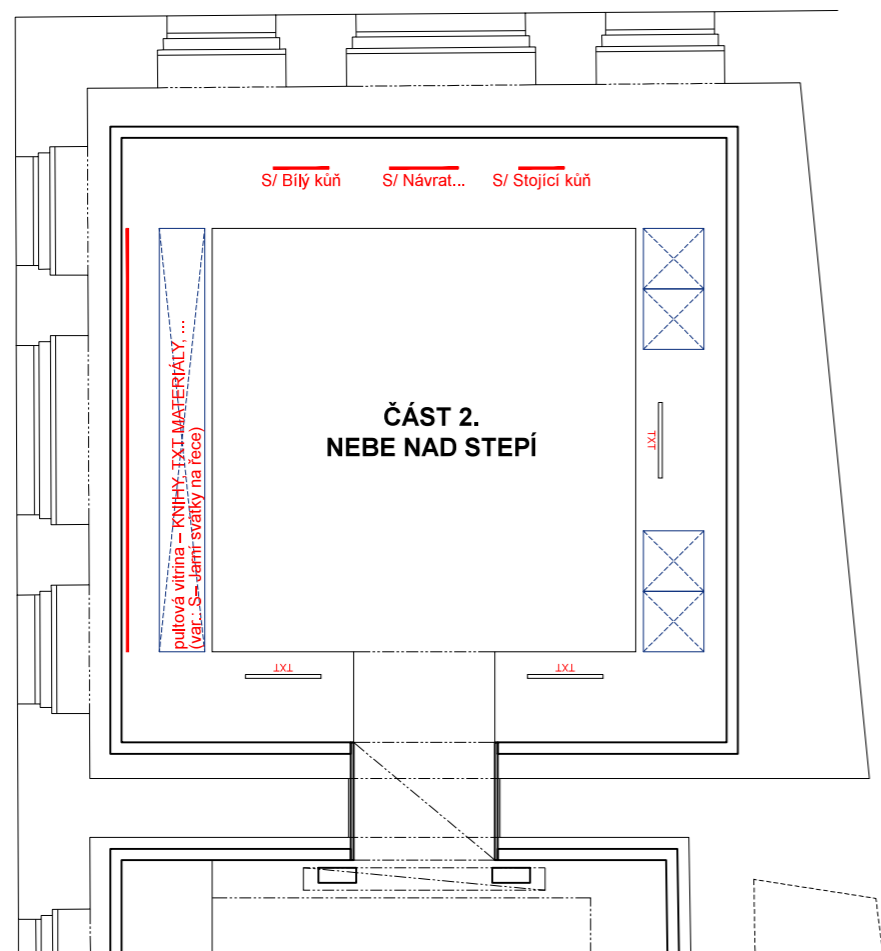 S/ Bílý kůň
S/ Návrat...
S/ Stojící kůň
pultová vitrina – KNIHY, TXT MATERIÁLY, ...
(var.: S – Jarní svátky na řece)
ČÁST 2.
NEBE NAD STEPÍ
TXT
TXT
TXT